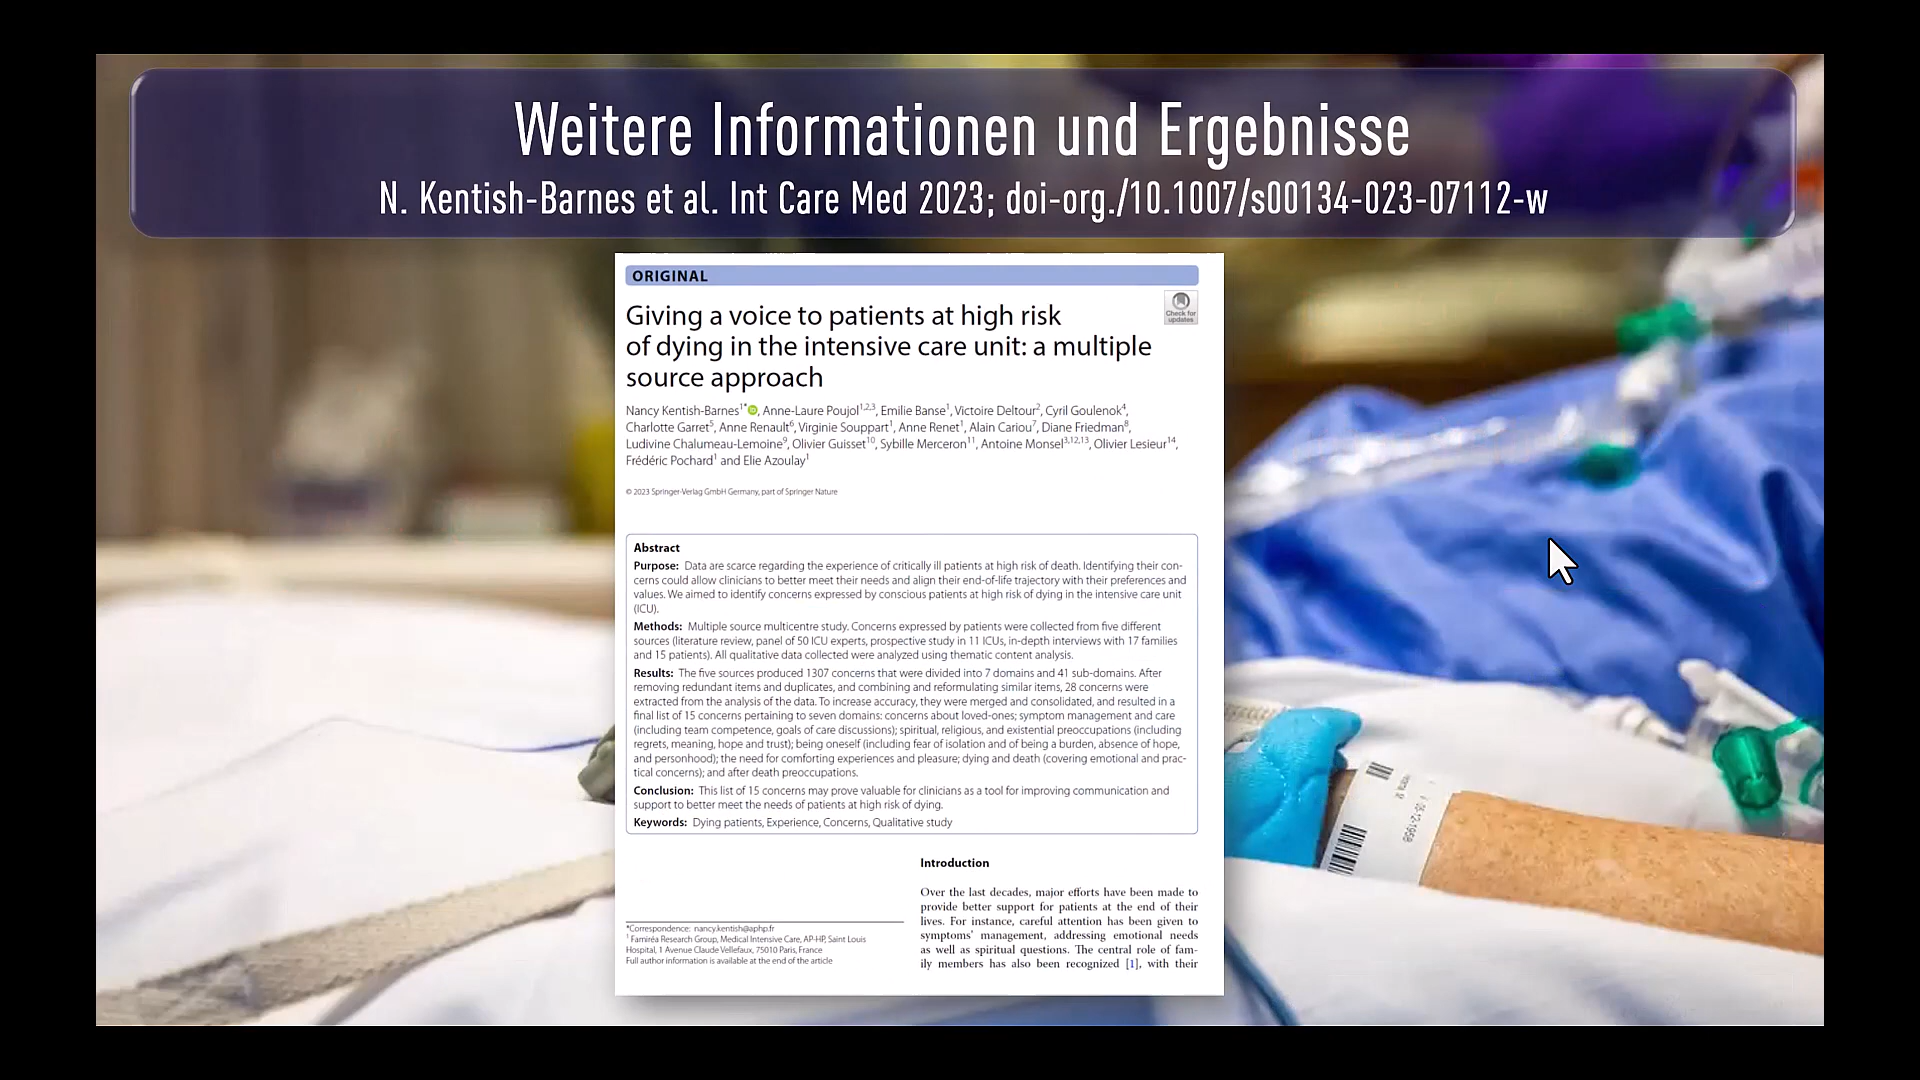 Weitere Informationen und Ergebnisse
N. Kentish-Barnes et al. Int Care Med 2023; doi-org./10.1007/s00134-023-07112-w
ORIGINAL
Check for
updates
Giving a voice to patients at high risk
of dying in the intensive care unit: a multiple
source approach
Nancy Kentish-Barnes1*, Anne-Laure Poujol1,2,3, Emilie Banse1, Victoire Deltour2, Cyril Goulenok4,
Charlotte Garret5, Anne Renault6, Virginie Souppart1, Anne Renet1, Alain Cariou7, Diane Friedman8,
Ludivine Chalumeau-Lemoine9, Olivier Guisset10, Sybille Merceron11, Antoine Monsel3,12,13, Olivier Lesieur14,
Frédéric Pochard1 and Elie Azoulay1
© 2023 Springer-Verlag GmbH Germany, part of Springer Nature
Abstract
Purpose: Data are scarce regarding the experience of critically ill patients at high risk of death. Identifying their con-
cerns could allow clinicians to better meet their needs and align their end-of-life trajectory with their preferences and
values. We aimed to identify concerns expressed by conscious patients at high risk of dying in the intensive care unit
(ICU).
Methods: Multiple source multicentre study. Concerns expressed by patients were collected from five different
sources (literature review, panel of 50 ICU experts, prospective study in 11 ICUs, in-depth interviews with 17 families
and 15 patients). All qualitative data collected were analyzed using thematic content analysis.
Results: The five sources produced 1307 concerns that were divided into 7 domains and 41 sub-domains. After
removing redundant items and duplicates, and combining and reformulating similar items, 28 concerns were
extracted from the analysis of the data. To increase accuracy, they were merged and consolidated, and resulted in a
final list of 15 concerns pertaining to seven domains: concerns about loved-ones; symptom management and care
(including team competence, goals of care discussions); spiritual, religious, and existential preoccupations (including
regrets, meaning, hope and trust); being oneself (including fear of isolation and of being a burden, absence of hope,
and personhood); the need for comforting experiences and pleasure; dying and death (covering emotional and prac-
tical concerns); and after death preoccupations.
Conclusion: This list of 15 concerns may prove valuable for clinicians as a tool for improving communication and
support to better meet the needs of patients at high risk of dying.
Keywords: Dying patients, Experience, Concerns, Qualitative study
Introduction
Over the last decades, major efforts have been made to
provide better support for patients at the end of their
lives. For instance, careful attention has been given to
symptoms' management, addressing emotional needs
as well as spiritual questions. The central role of fam-
ily members has also been recognized [1], with their
*Correspondence: nancy.kentish@aphp.fr
1 Famiréa Research Group, Medical Intensive Care, AP-HP, Saint Louis
Hospital, 1 Avenue Claude Vellefaux, 75010 Paris, France
Full author information is available at the end of the article